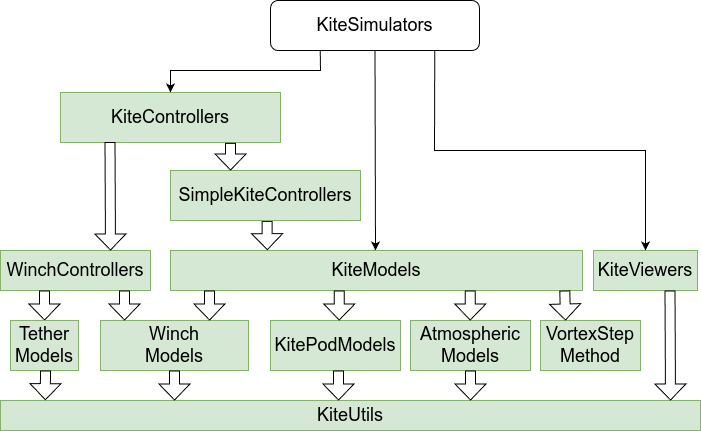 KiteSimulators
KiteControllers
SimpleKiteControllers
WinchControllers
KiteModels
KiteViewers
Tether
Models
Winch
Models
KitePodModels
Atmospheric
Models
VortexStep
Method
KiteUtils